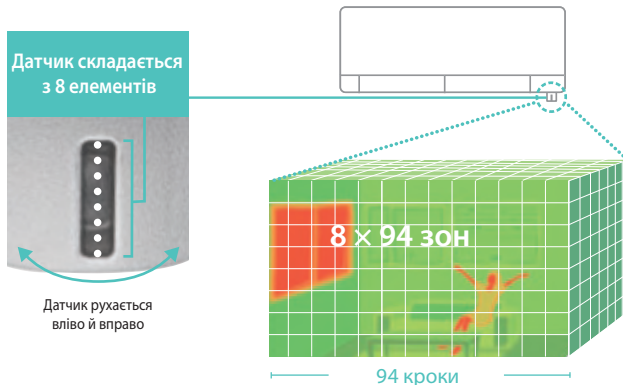 Датчик складається
з 8 елементів
8 × 94 зон
Датчик рухається
вліво й вправо
94 кроки